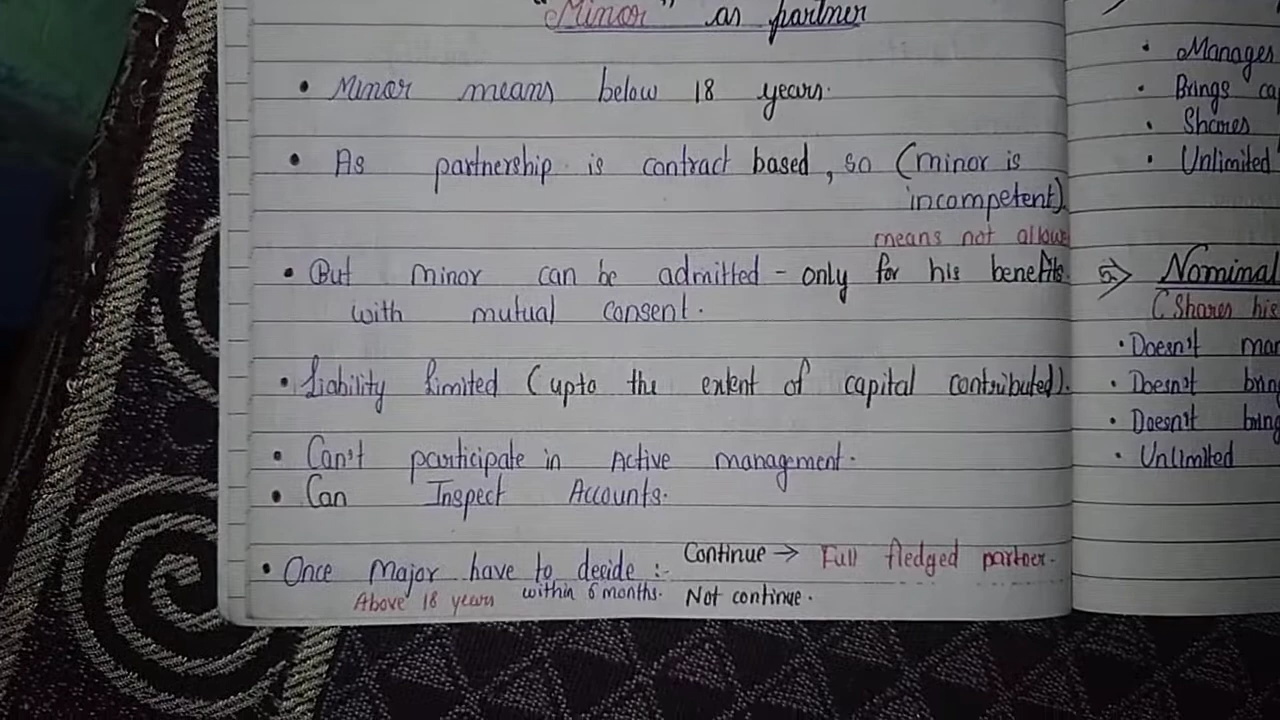 "Minor" as partner
• Minor means below 18 years.
• As partnership is contract based, so (minor is
incompetent).
means not allow
• But minor can be admitted - only for his benefits.
with mutual consent.
• Liability Limited (upto the extent of capital contributed).
• Can't participate in Active management.
• Can Inspect Accounts.
• Once Major have to decide :- Continue → Full fledged partner.
Above 18 years within 6 months. Not continue.
• Manages
• Brings
• Shares
• Unlimited
5⇒ Nominal
(Shares his
• Doesn't
• Doesn't
• Doesn't
• Unlimited